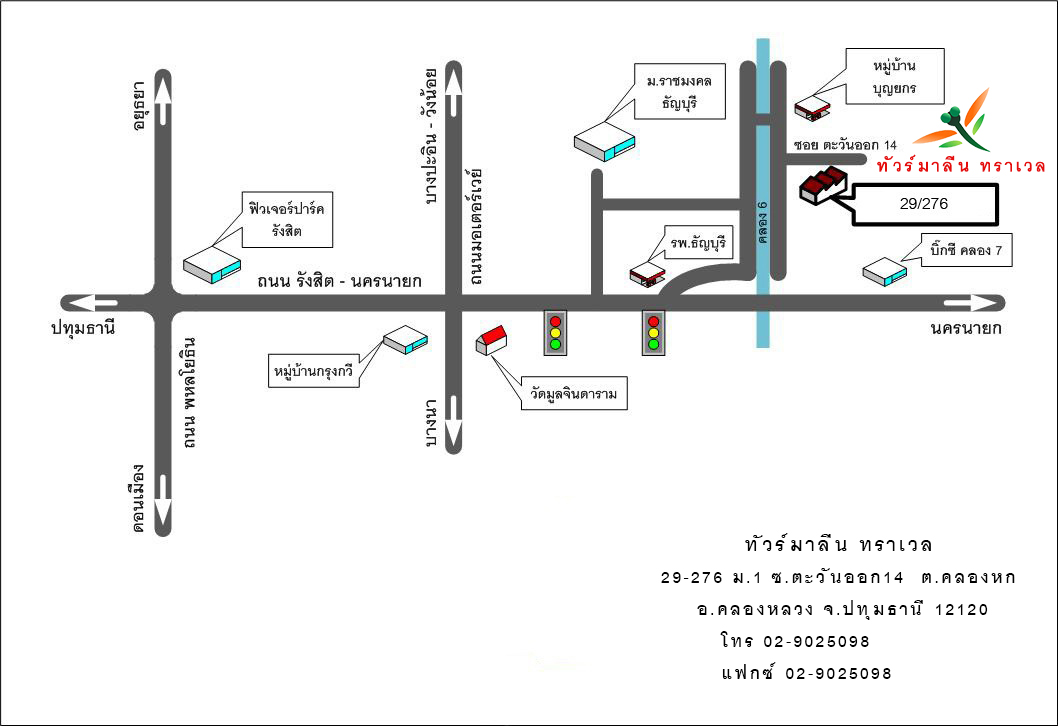 อยุธยา
บางปะอิน - วังน้อย
ถนนมอเตอร์เวย์
ม.ราชมงคล
ธัญบุรี
หมู่บ้าน
บุญยกร
ซอย ตะวันออก 14
ทัวร์มาลีน ทราเวล
29/276
ฟิวเจอร์ปาร์ค
รังสิต
รพ.ธัญบุรี
คลอง 6
บิ๊กซี คลอง 7
ถนน รังสิต - นครนายก
ปทุมธานี
นครนายก
ถนน พหลโยธิน
หมู่บ้านกรุงกวี
วัดมูลจินดาราม
บางนา
ดอนเมือง
ทัวร์มาลีน ทราเวล
29-276 ม.1 ซ.ตะวันออก14 ต.คลองหก
อ.คลองหลวง จ.ปทุมธานี 12120
โทร 02-9025098
แฟกซ์ 02-9025098